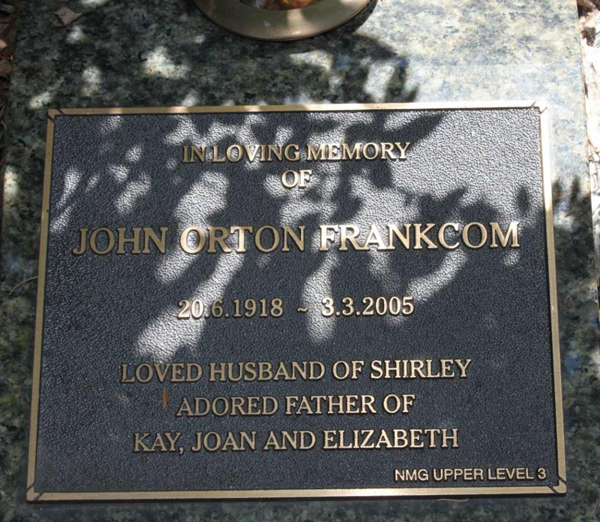 IN LOVING MEMORY
OF
JOHN ORTON FRANKCOM
20.6.1918 ~ 3.3.2005
LOVED HUSBAND OF SHIRLEY
ADORED FATHER OF
KAY, JOAN AND ELIZABETH
NMG UPPER LEVEL 3